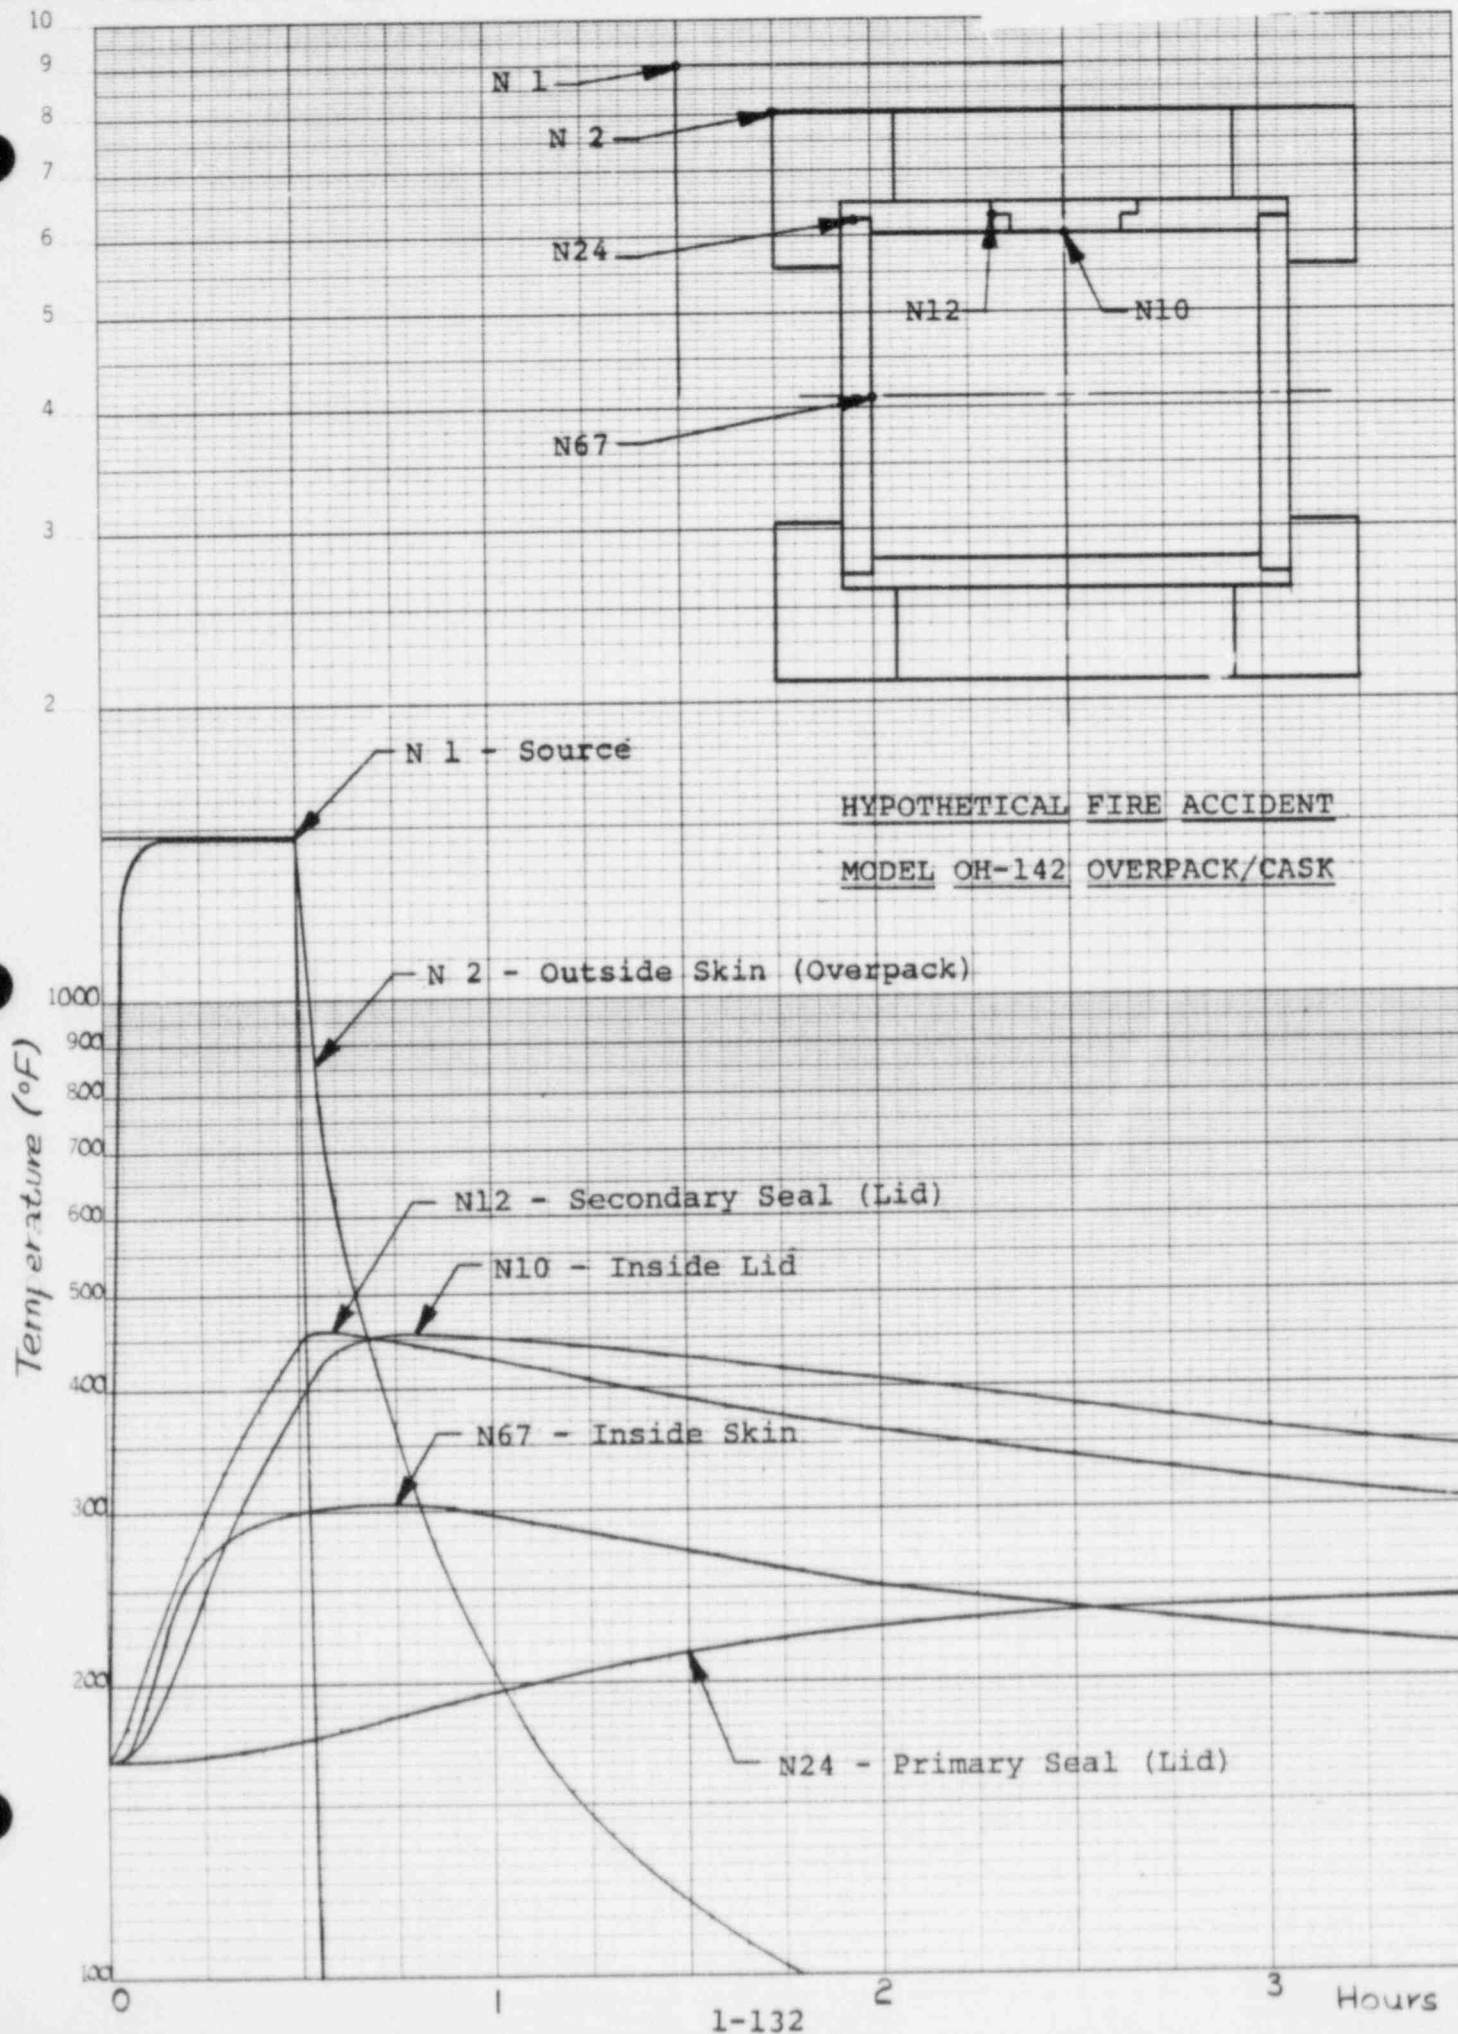 10
9
8
7
6
5
4
3
2
N 1
N 2
N24
N12
N10
N67
N 1 - Source
HYPOTHETICAL FIRE ACCIDENT
MODEL OH-142 OVERPACK/CASK
N 2 - Outside Skin (Overpack)
1000
900
800
700
600
500
400
300
200
100
Temperature (°F)
N12 - Secondary Seal (Lid)
N10 - Inside Lid
N67 - Inside Skin
N24 - Primary Seal (Lid)
0
1
2
3
Hours
1-132